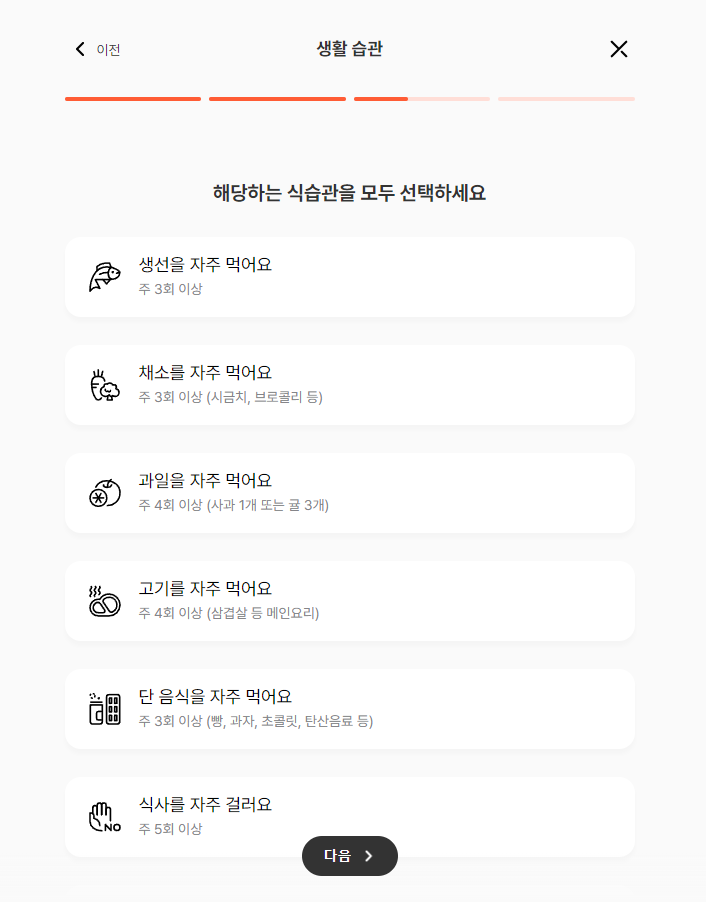 이전
생활 습관
해당하는 식습관을 모두 선택하세요
생선을 자주 먹어요
주 3회 이상
채소를 자주 먹어요
주 3회 이상 (시금치, 브로콜리 등)
과일을 자주 먹어요
주 4회 이상 (사과 1개 또는 귤 3개)
고기를 자주 먹어요
주 4회 이상 (삼겹살 등 메인요리)
단 음식을 자주 먹어요
주 3회 이상 (빵, 과자, 초콜릿, 탄산음료 등)
NO
식사를 자주 걸러요
주 5회 이상
다음